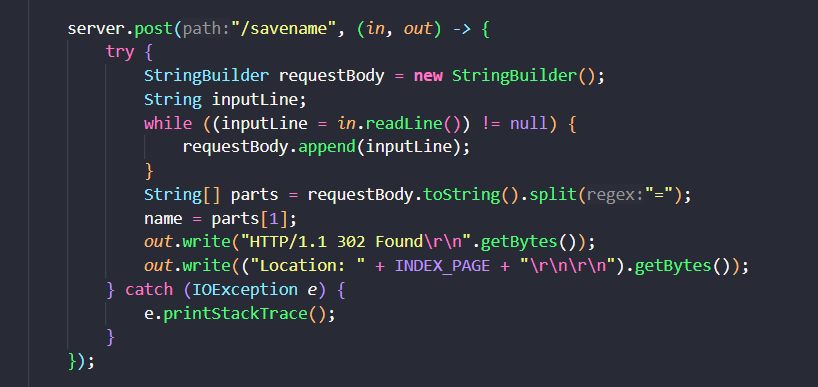 server.post(path:"/savename", (in, out) -> {
try {
StringBuilder requestBody = new StringBuilder();
String inputLine;
while ((inputLine = in.readLine()) != null) {
requestBody.append(inputLine);
}
String[] parts = requestBody.toString().split(regex:"=");
name = parts[1];
out.write("HTTP/1.1 302 Found\r\n".getBytes());
out.write(("Location: " + INDEX_PAGE + "\r\n\r\n").getBytes());
} catch (IOException e) {
e.printStackTrace();
}
});